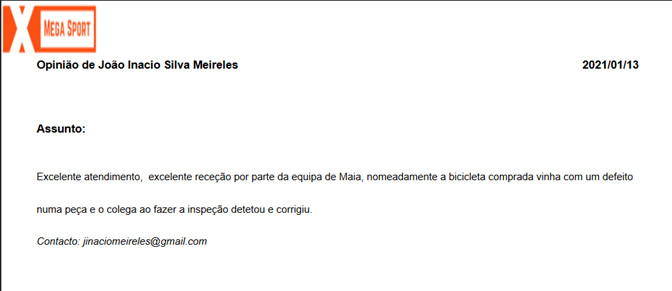 X MEGA SPORT
Opinião de João Inacio Silva Meireles 2021/01/13
Assunto:
Excelente atendimento, excelente receção por parte da equipa de Maia, nomeadamente a bicicleta comprada vinha com um defeito
numa peça e o colega ao fazer a inspeção detetou e corrigiu.
Contacto: jinaciomeireles@gmail.com